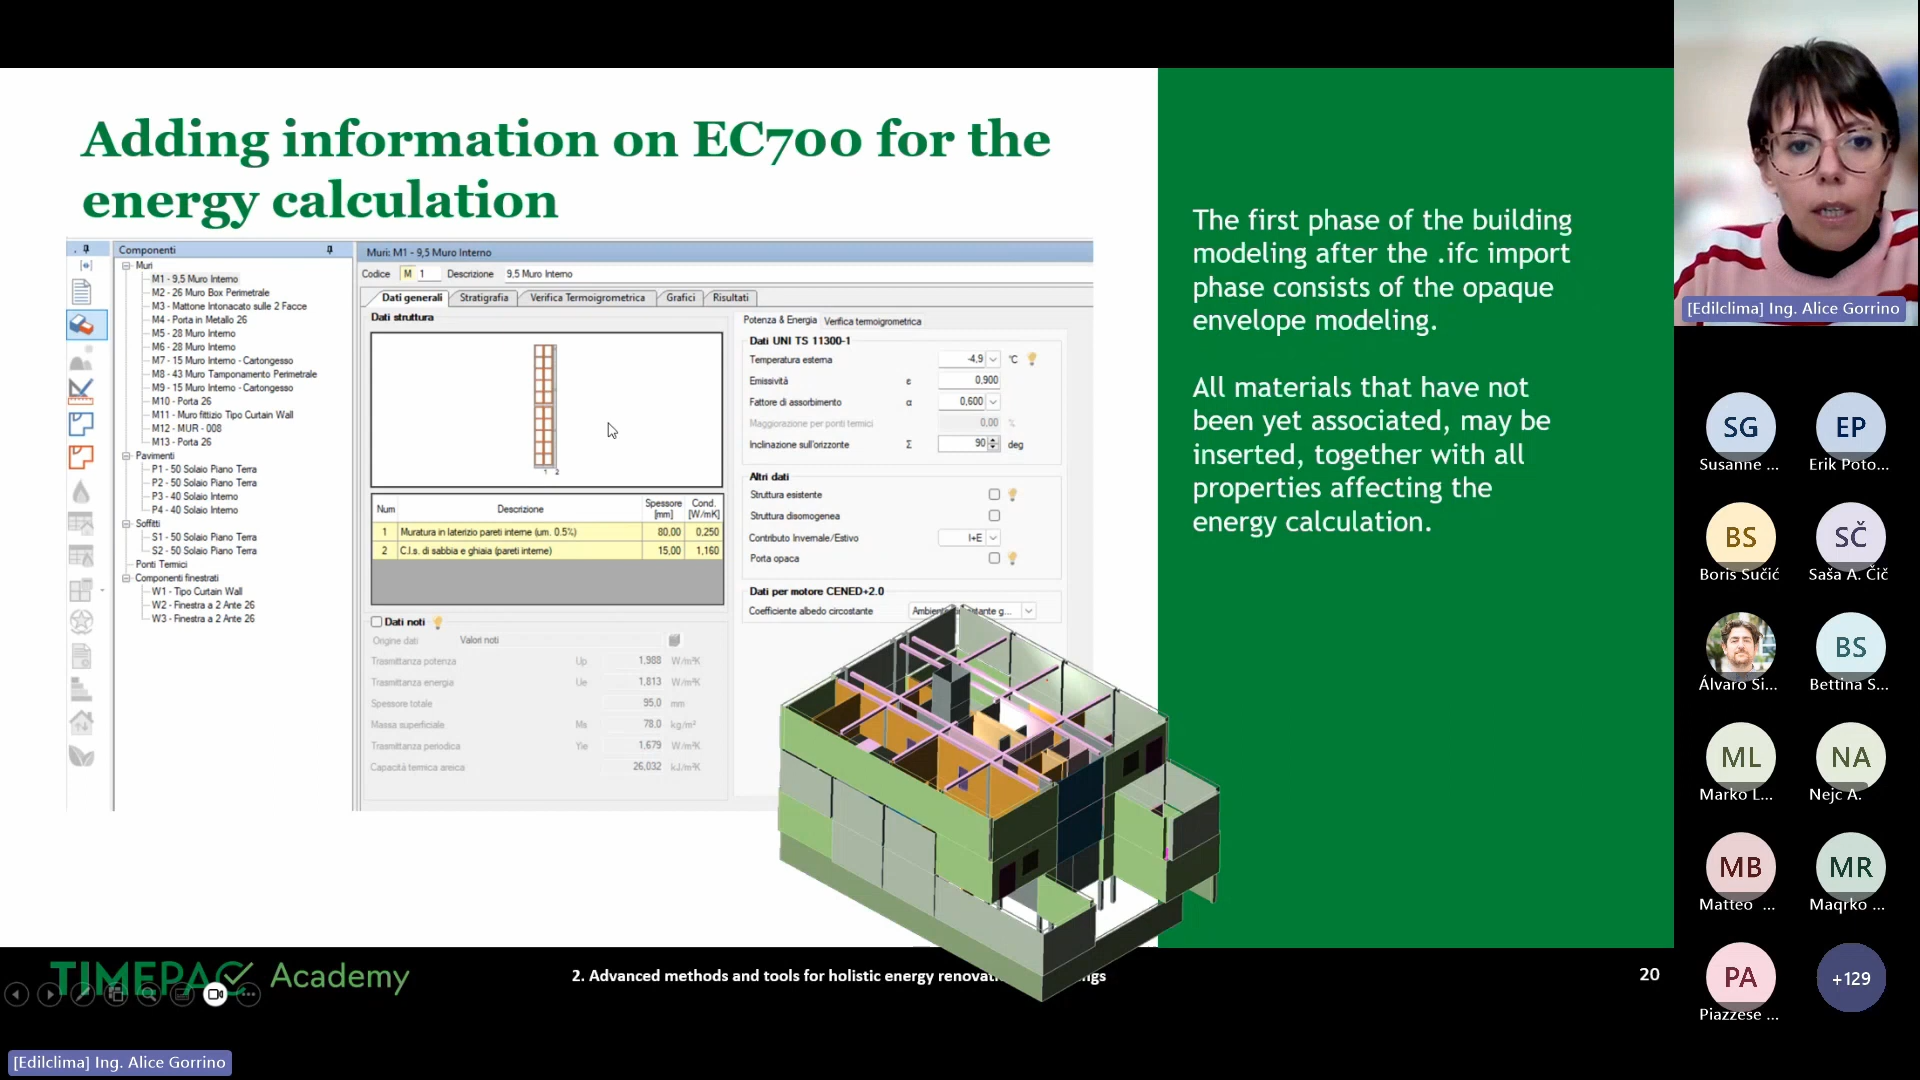 Adding information on EC700 for the
energy calculation
Componenti
Muri
M1 - 9,5 Muro Interno
M2 - 26 Muro Box Perimetrale
M3 - Mattone Intonacato sulle 2 Facce
M4 - Porta in Metallo 26
M5 - 28 Muro Interno
M6 - 28 Muro Interno
M7 - 15 Muro Interno - Cartongesso
M8 - 43 Muro Tamponamento Perimetrale
M9 - 15 Muro Interno - Cartongesso
M10 - Porta 26
M11 - Muro fittizio Tipo Curtain Wall
M12 - MUR - 008
M13 - Porta 26
Pavimenti
P1 - 50 Solaio Piano Terra
P2 - 50 Solaio Piano Terra
P3 - 40 Solaio Interno
P4 - 40 Solaio Interno
Soffitti
S1 - 50 Solaio Piano Terra
S2 - 50 Solaio Piano Terra
Ponti Termici
Componenti finestrati
W1 - Tipo Curtain Wall
W2 - Finestra a 2 Ante 26
W3 - Finestra a 2 Ante 26
Muri: M1 - 9,5 Muro Interno
Codice M 1 Descrizione 9,5 Muro Interno
Dati generali Stratigrafia Verifica Termoigrometrica Grafici Risultati
Dati struttura
1 2
Num Descrizione Spessore [mm] Cond. [W/mK]
1 Muratura in laterizio pareti interne (um. 0.5%) 80,00 0,250
2 C.l.s. di sabbia e ghiaia (pareti interne) 15,00 1,160
Dati noti
Origine dati Valori noti
Trasmittanza potenza Up 1,988 W/m²K
Trasmittanza energia Ue 1,813 W/m²K
Spessore totale 95,0 mm
Massa superficiale Ms 78,0 kg/m²
Trasmittanza periodica Yie 1,679 W/m²K
Capacità termica areica 26,032 kJ/m²K
Potenza & Energia Verifica termoigrometrica
Dati UNI TS 11300-1
Temperatura esterna -4,9 °C
Emissività ε 0,900
Fattore di assorbimento α 0,600
Maggiorazione per ponti termici 0,00 %
Inclinazione sull'orizzonte Σ 90 deg
Altri dati
Struttura esistente
Struttura disomogenea
Contributo Invernale/Estivo I+E
Porta opaca
Dati per motore CENED+2.0
Coefficiente albedo circostante
The first phase of the building
modeling after the .ifc import
phase consists of the opaque
envelope modeling.
All materials that have not
been yet associated, may be
inserted, together with all
properties affecting the
energy calculation.
TIMEPAC Academy
2. Advanced methods and tools for holistic energy
20
[Edilclima] Ing. Alice Gorrino
SG EP
Susanne ... Erik Poto...
BS SČ
Boris Sučić Saša A. Čič
Álvaro Si... BS
Bettina S...
ML NA
Marko L... Nejc A.
MB MR
Matteo ... Maqrko ...
PA +129
Piazzese ...
[Edilclima] Ing. Alice Gorrino